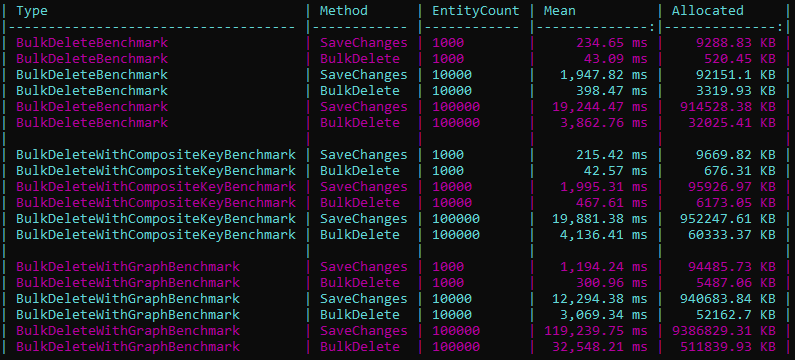 | Type | Method | EntityCount | Mean | Allocated |
|--------------------------------- |------------ |------------ |--------------:|--------------:|
| BulkDeleteBenchmark | SaveChanges | 1000 | 234.65 ms | 9288.83 KB |
| BulkDeleteBenchmark | BulkDelete | 1000 | 43.09 ms | 520.45 KB |
| BulkDeleteBenchmark | SaveChanges | 10000 | 1,947.82 ms | 92151.1 KB |
| BulkDeleteBenchmark | BulkDelete | 10000 | 398.47 ms | 3319.93 KB |
| BulkDeleteBenchmark | SaveChanges | 100000 | 19,244.47 ms | 914528.38 KB |
| BulkDeleteBenchmark | BulkDelete | 100000 | 3,862.76 ms | 32025.41 KB |
| | | | | |
| BulkDeleteWithCompositeKeyBenchmark | SaveChanges | 1000 | 215.42 ms | 9669.82 KB |
| BulkDeleteWithCompositeKeyBenchmark | BulkDelete | 1000 | 42.57 ms | 676.31 KB |
| BulkDeleteWithCompositeKeyBenchmark | SaveChanges | 10000 | 1,995.31 ms | 95926.97 KB |
| BulkDeleteWithCompositeKeyBenchmark | BulkDelete | 10000 | 467.61 ms | 6173.05 KB |
| BulkDeleteWithCompositeKeyBenchmark | SaveChanges | 100000 | 19,881.38 ms | 952247.61 KB |
| BulkDeleteWithCompositeKeyBenchmark | BulkDelete | 100000 | 4,136.41 ms | 60333.37 KB |
| | | | | |
| BulkDeleteWithGraphBenchmark | SaveChanges | 1000 | 1,194.24 ms | 94485.73 KB |
| BulkDeleteWithGraphBenchmark | BulkDelete | 1000 | 300.96 ms | 5487.06 KB |
| BulkDeleteWithGraphBenchmark | SaveChanges | 10000 | 12,294.38 ms | 940683.84 KB |
| BulkDeleteWithGraphBenchmark | BulkDelete | 10000 | 3,069.34 ms | 52162.7 KB |
| BulkDeleteWithGraphBenchmark | SaveChanges | 100000 | 119,239.75 ms | 9386829.31 KB |
| BulkDeleteWithGraphBenchmark | BulkDelete | 100000 | 32,548.21 ms | 511839.93 KB |